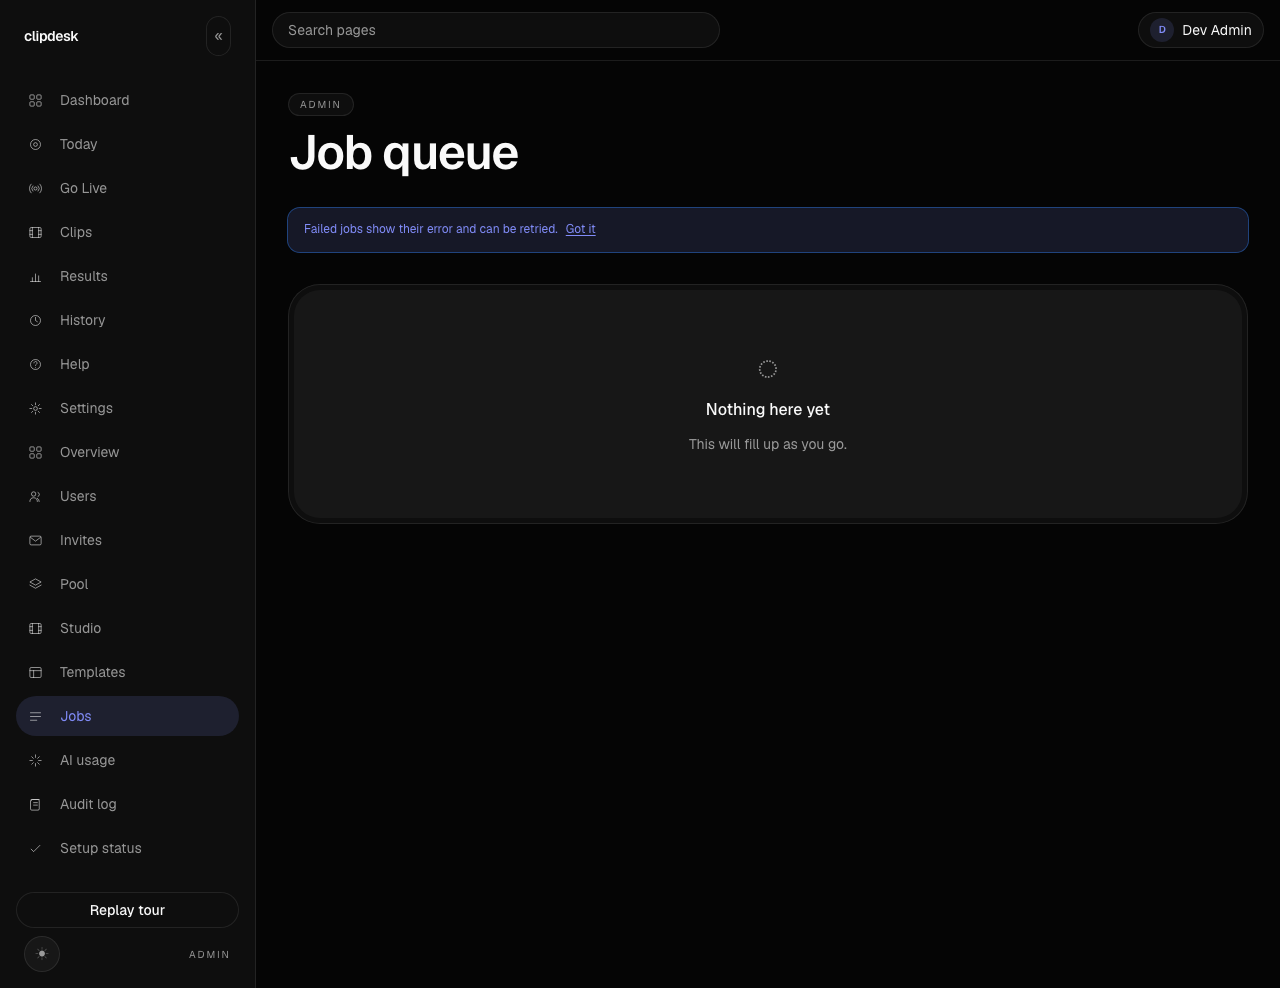 clipdesk
«
Dashboard
Today
Go Live
Clips
Results
History
Help
Settings
Overview
Users
Invites
Pool
Studio
Templates
Jobs
AI usage
Audit log
Setup status
Replay tour
ADMIN
Search pages
D Dev Admin
ADMIN
Job queue
Failed jobs show their error and can be retried. Got it
Nothing here yet
This will fill up as you go.